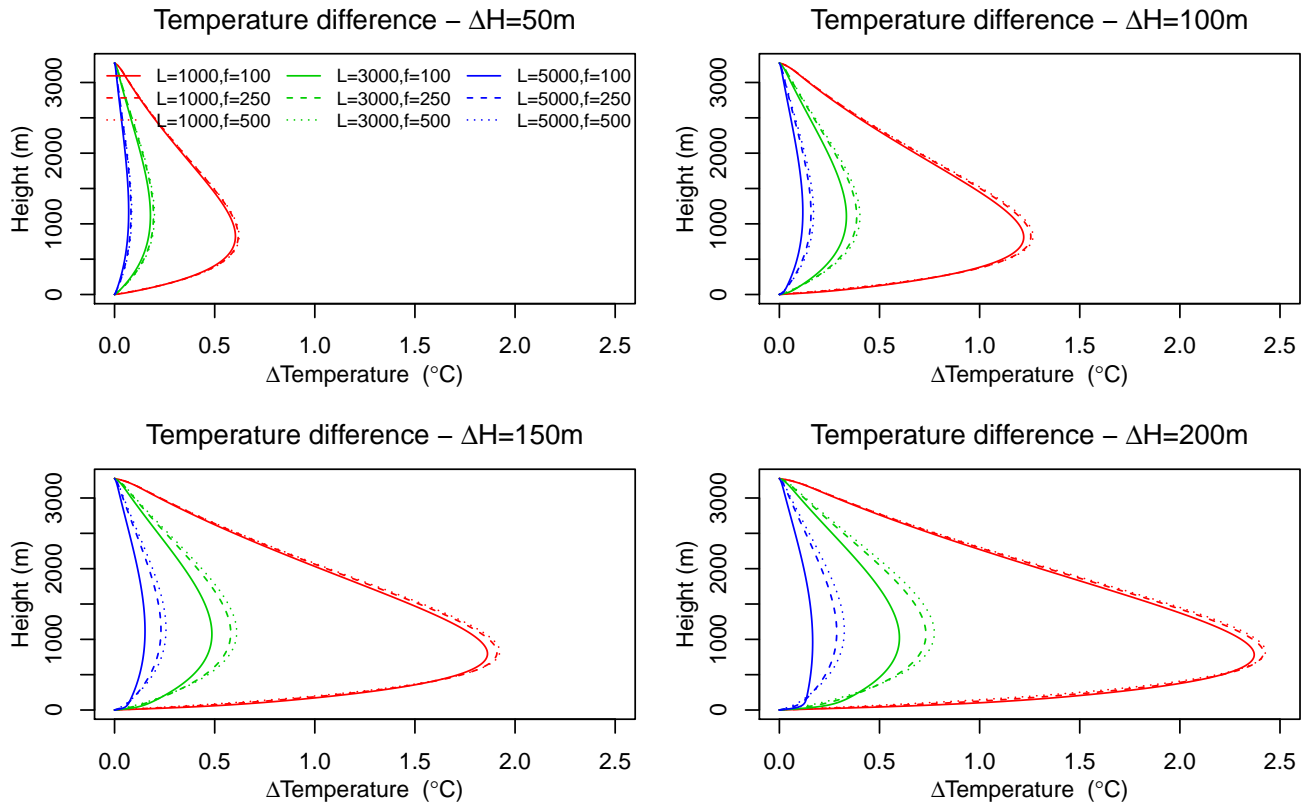 Temperature difference – ΔH=50m
Height (m)
3000
2000
1000
0
L=1000,f=100
L=3000,f=100
L=5000,f=100
L=1000,f=250
L=3000,f=250
L=5000,f=250
L=1000,f=500
L=3000,f=500
L=5000,f=500
0.0 0.5 1.0 1.5 2.0 2.5
ΔTemperature (°C)
Temperature difference – ΔH=100m
Height (m)
3000
2000
1000
0
0.0 0.5 1.0 1.5 2.0 2.5
ΔTemperature (°C)
Temperature difference – ΔH=150m
Height (m)
3000
2000
1000
0
0.0 0.5 1.0 1.5 2.0 2.5
ΔTemperature (°C)
Temperature difference – ΔH=200m
Height (m)
3000
2000
1000
0
0.0 0.5 1.0 1.5 2.0 2.5
ΔTemperature (°C)